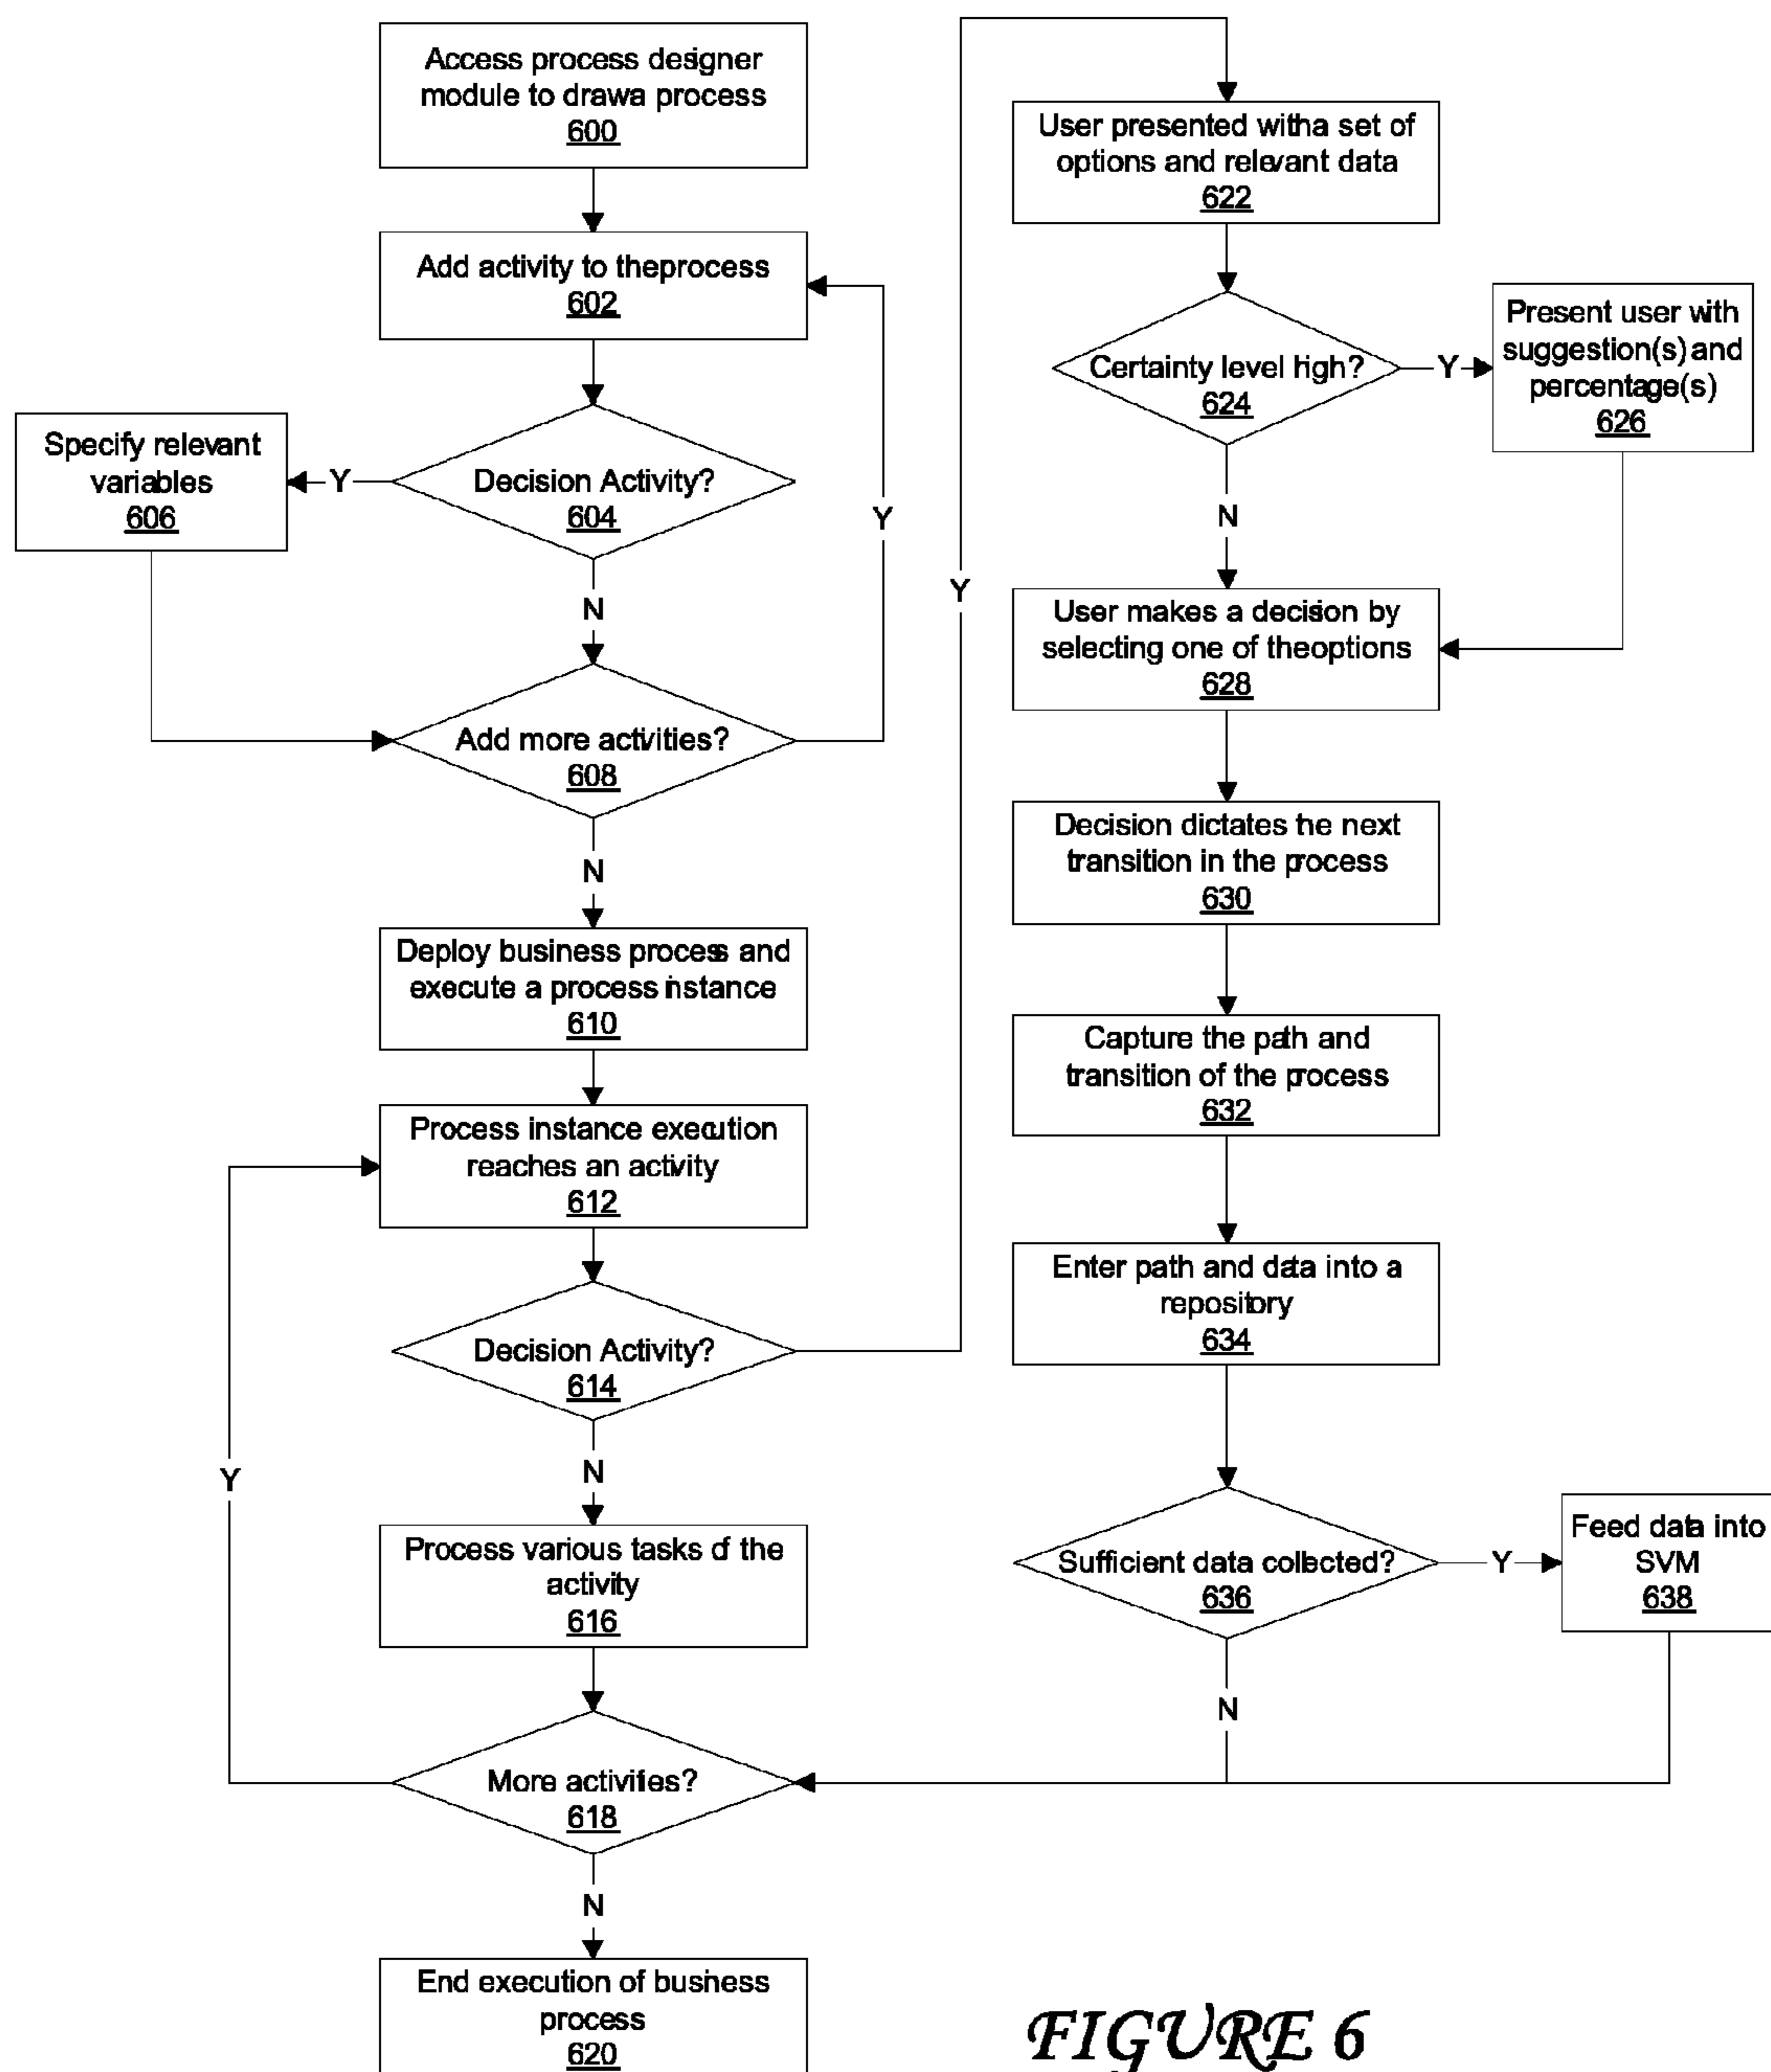 Access process designer
module to drawa process
600
Add activity to theprocess
602
Decision Activity?
604
Y
Specify relevant
variables
606
N
Add more activities?
608
Y
N
Deploy business process and
execute a process instance
610
Process instance execution
reaches an activity
612
Decision Activity?
614
Y
N
Process various tasks of the
activity
616
More activities?
618
Y
N
End execution of business
process
620
User presented witha set of
options and relevant data
622
Certainty level high?
624
Y
Present user with
suggestion(s) and
percentage(s)
626
N
User makes a decision by
selecting one of theoptions
628
Decision dictates the next
transition in the process
630
Capture the path and
transition of the process
632
Enter path and data into a
repository
634
Sufficient data collected?
636
Y
Feed data into
SVM
638
N
FIGURE 6